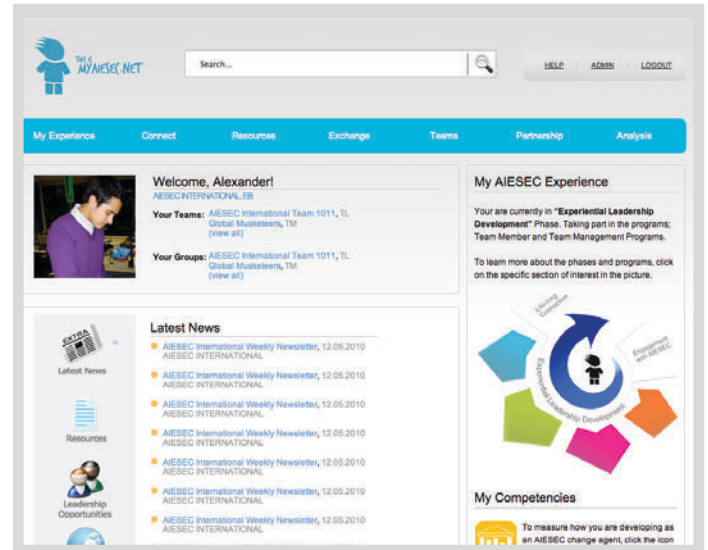 This is
MYAIESEC.NET
Search...
HELP
ADMIN
LOGOUT
My Experience
Connect
Resources
Exchange
Teams
Partnership
Analysis
Welcome, Alexander!
AIESEC INTERNATIONAL, EB
Your Teams: AIESEC International Team 1011, TL
Global Musketeers, TM
(view all)
Your Groups: AIESEC International Team 1011, TL
Global Musketeers, TM
(view all)
EXTRA
Latest News
Resources
Leadership
Opportunities
Latest News
AIESEC International Weekly Newsletter, 12.05.2010
AIESEC INTERNATIONAL
AIESEC International Weekly Newsletter, 12.05.2010
AIESEC INTERNATIONAL
AIESEC International Weekly Newsletter, 12.05.2010
AIESEC INTERNATIONAL
AIESEC International Weekly Newsletter, 12.05.2010
AIESEC INTERNATIONAL
AIESEC International Weekly Newsletter, 12.05.2010
AIESEC INTERNATIONAL
AIESEC International Weekly Newsletter, 12.05.2010
AIESEC INTERNATIONAL
AIESEC International Weekly Newsletter, 12.05.2010
AIESEC INTERNATIONAL
My AIESEC Experience
Your are currently in "Experiential Leadership
Development" Phase. Taking part in the programs;
Team Member and Team Management Programs.
To learn more about the phases and programs, click
on the specific section of interest in the picture.
Life-long
Connection
Engagement
with AIESEC
Experiential Leadership Development
My Competencies
To measure how you are developing as
an AIESEC change agent, click the icon